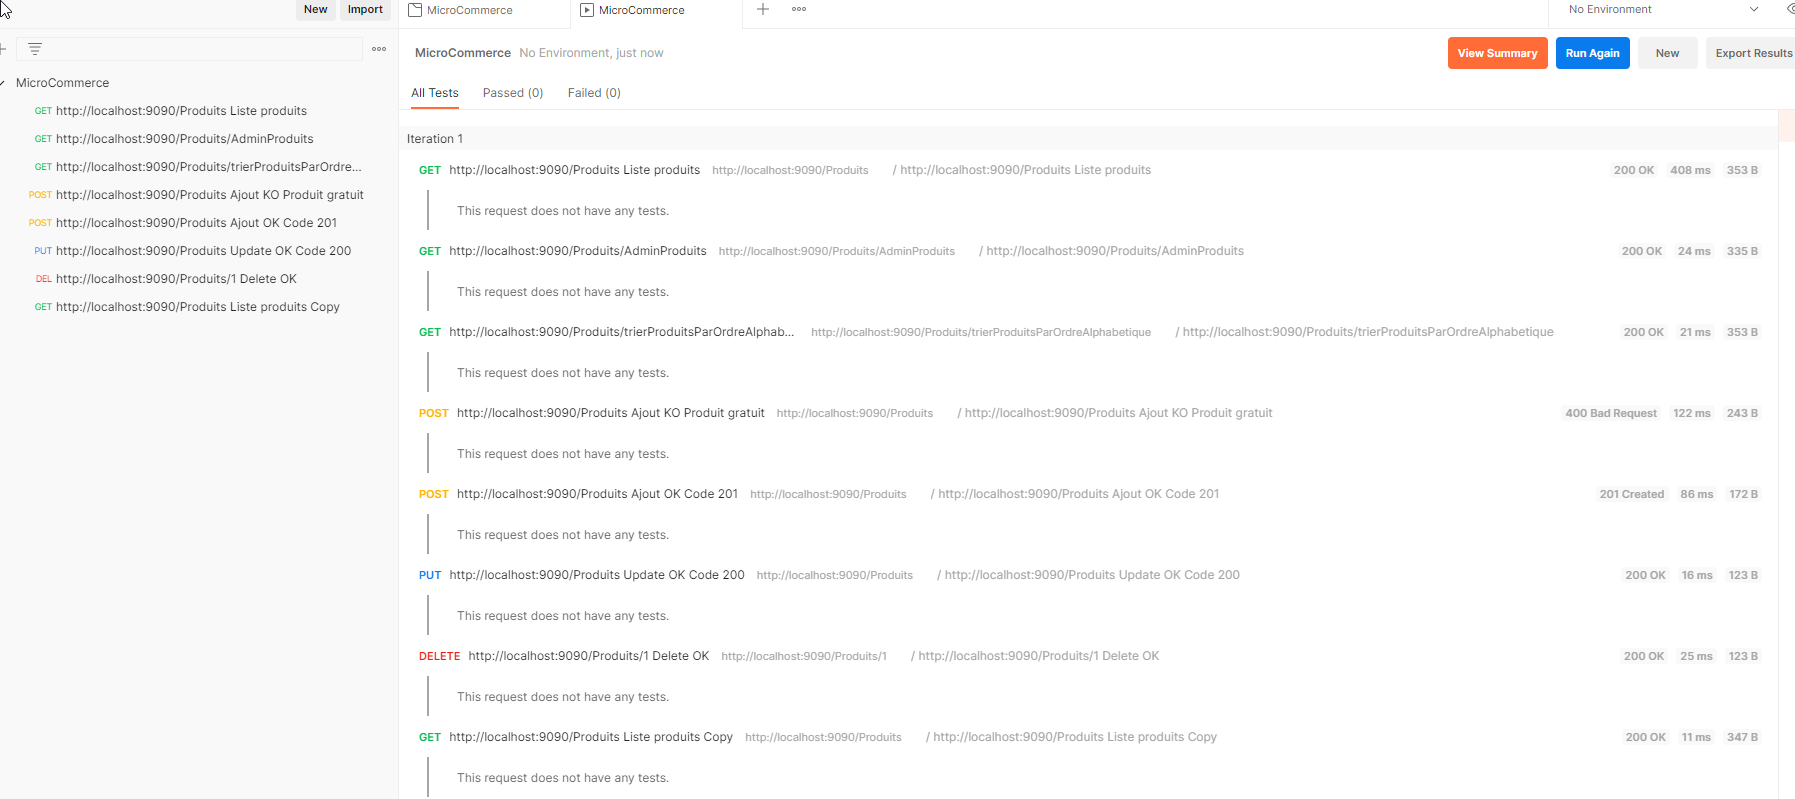 New Import
MicroCommerce
GET http://localhost:9090/Produits Liste produits
GET http://localhost:9090/Produits/AdminProduits
GET http://localhost:9090/Produits/trierProduitsParOrdre...
POST http://localhost:9090/Produits Ajout KO Produit gratuit
POST http://localhost:9090/Produits Ajout OK Code 201
PUT http://localhost:9090/Produits Update OK Code 200
DEL http://localhost:9090/Produits/1 Delete OK
GET http://localhost:9090/Produits Liste produits Copy
MicroCommerce MicroCommerce No Environment
MicroCommerce No Environment, just now View Summary Run Again New Export Results
All Tests Passed (0) Failed (0)
Iteration 1
GET http://localhost:9090/Produits Liste produits http://localhost:9090/Produits / http://localhost:9090/Produits Liste produits 200 OK 408 ms 353 B
This request does not have any tests.
GET http://localhost:9090/Produits/AdminProduits http://localhost:9090/Produits/AdminProduits / http://localhost:9090/Produits/AdminProduits 200 OK 24 ms 335 B
This request does not have any tests.
GET http://localhost:9090/Produits/trierProduitsParOrdreAlphab... http://localhost:9090/Produits/trierProduitsParOrdreAlphabetique / http://localhost:9090/Produits/trierProduitsParOrdreAlphabetique 200 OK 21 ms 353 B
This request does not have any tests.
POST http://localhost:9090/Produits Ajout KO Produit gratuit http://localhost:9090/Produits / http://localhost:9090/Produits Ajout KO Produit gratuit 400 Bad Request 122 ms 243 B
This request does not have any tests.
POST http://localhost:9090/Produits Ajout OK Code 201 http://localhost:9090/Produits / http://localhost:9090/Produits Ajout OK Code 201 201 Created 86 ms 172 B
This request does not have any tests.
PUT http://localhost:9090/Produits Update OK Code 200 http://localhost:9090/Produits / http://localhost:9090/Produits Update OK Code 200 200 OK 16 ms 123 B
This request does not have any tests.
DELETE http://localhost:9090/Produits/1 Delete OK http://localhost:9090/Produits/1 / http://localhost:9090/Produits/1 Delete OK 200 OK 25 ms 123 B
This request does not have any tests.
GET http://localhost:9090/Produits Liste produits Copy http://localhost:9090/Produits / http://localhost:9090/Produits Liste produits Copy 200 OK 11 ms 347 B
This request does not have any tests.